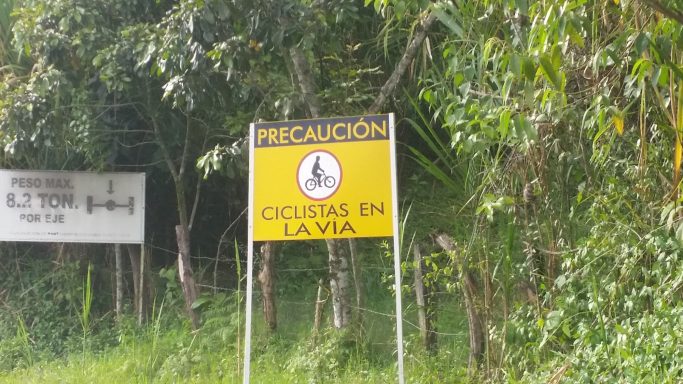 PESO MAX.
8.2 TON.
POR EJE
PRECAUCIÓN
CICLISTAS EN
LA VÍA